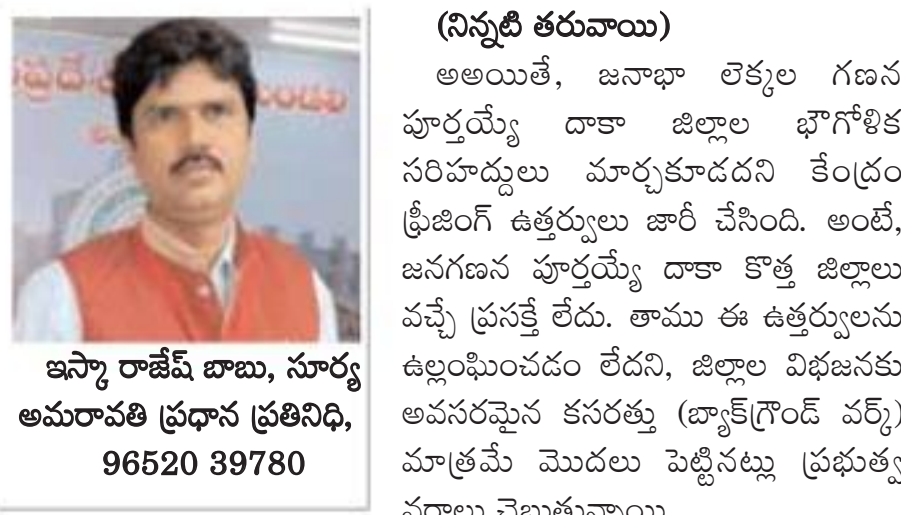 ఇస్కా రాజేష్ బాబు, సూర్య
అమరావతి ప్రధాన ప్రతినిధి,
96520 39780
(నిన్నటి తరువాయి)
అఅయితే, జనాభా లెక్కల గణన
పూర్తయ్యే దాకా జిల్లాల భౌగోళిక
సరిహద్దులు మార్చకూడదని కేంద్రం
ఫ్రీజింగ్ ఉత్తర్వులు జారీ చేసింది. అంటే,
జనగణన పూర్తయ్యే దాకా కొత్త జిల్లాలు
వచ్చే ప్రసక్తే లేదు. తాము ఈ ఉత్తర్వులను
ఉల్లంఘించడం లేదని, జిల్లాల విభజనకు
అవసరమైన కసరత్తు (బ్యాక్‌గ్రౌండ్ వర్క్)
మాత్రమే మొదలు పెట్టినట్లు ప్రభుత్వ
వర్గాలు చెబుతున్నాయి.